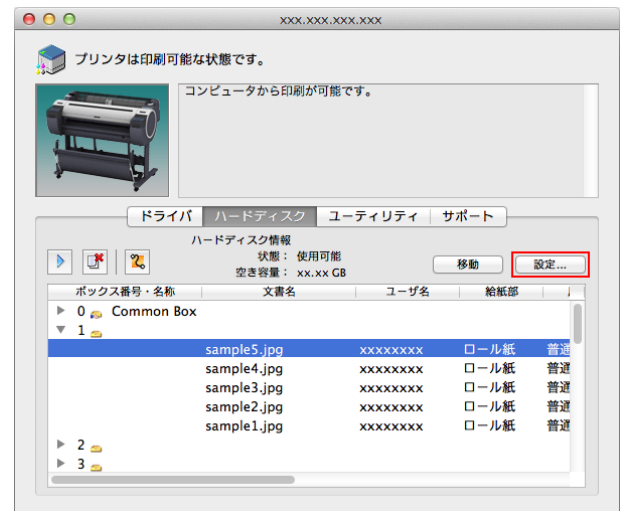 xxx.xxx.xxx.xxx
プリンタは印刷可能な状態です。
コンピュータから印刷が可能です。
ドライバ ハードディスク ユーティリティ サポート
ハードディスク情報
状態： 使用可能
空き容量： xx.xx GB
移動 設定...
ボックス番号・名称 文書名 ユーザ名 給紙部
0 Common Box
1
sample5.jpg xxxxxxxx ロール紙 普通
sample4.jpg xxxxxxxx ロール紙 普通
sample3.jpg xxxxxxxx ロール紙 普通
sample2.jpg xxxxxxxx ロール紙 普通
sample1.jpg xxxxxxxx ロール紙 普通
2
3